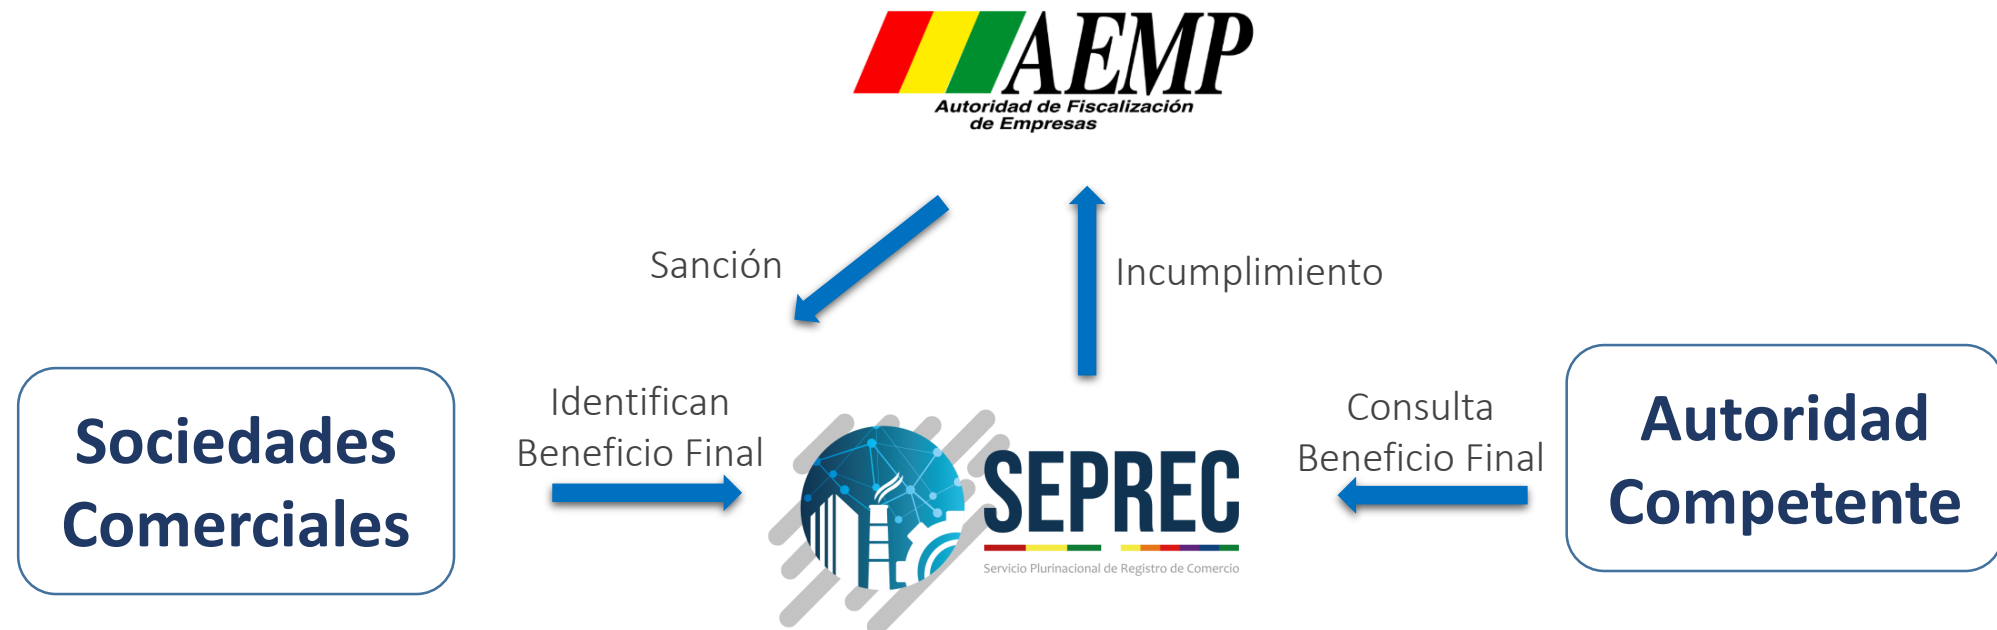 AEMP
Autoridad de Fiscalización
de Empresas
Sanción
Incumplimiento
Sociedades
Comerciales
Identifican
Beneficio Final
SEPREC
Servicio Plurinacional de Registro de Comercio
Consulta
Beneficio Final
Autoridad
Competente